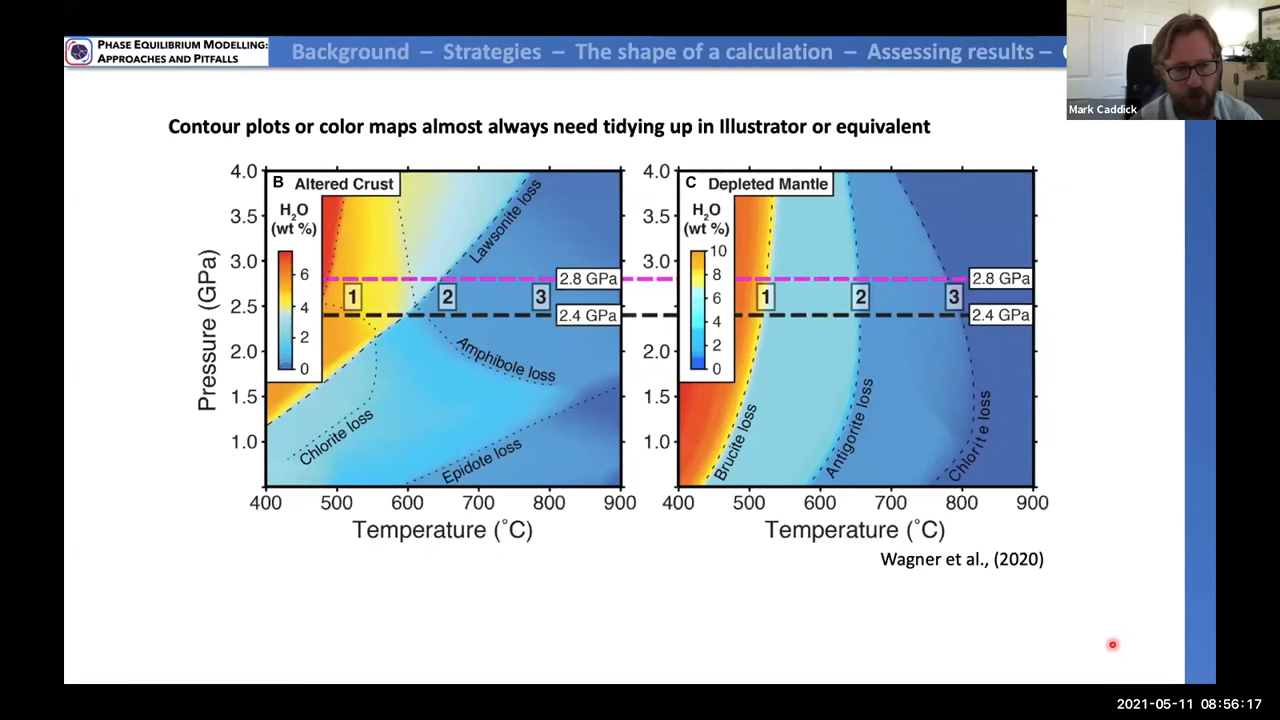 PHASE EQUILIBRIUM MODELLING:
APPROACHES AND PITFALLS
Background – Strategies – The shape of a calculation – Assessing results –
Mark Caddick
Contour plots or color maps almost always need tidying up in Illustrator or equivalent
B Altered Crust
H2O
(wt %)
6
4
2
0
Lawsonite loss
2.8 GPa
1
2
3
2.4 GPa
Amphibole loss
Chlorite loss
Epidote loss
4.0
3.5
3.0
2.5
2.0
1.5
1.0
Pressure (GPa)
400 500 600 700 800 900
Temperature (˚C)
C Depleted Mantle
H2O
(wt %)
10
8
6
4
2
0
2.8 GPa
1
2
3
2.4 GPa
Brucite loss
Antigorite loss
Chlorite loss
4.0
3.5
3.0
2.5
2.0
1.5
1.0
400 500 600 700 800 900
Temperature (˚C)
Wagner et al., (2020)
2021-05-11 08:56:17